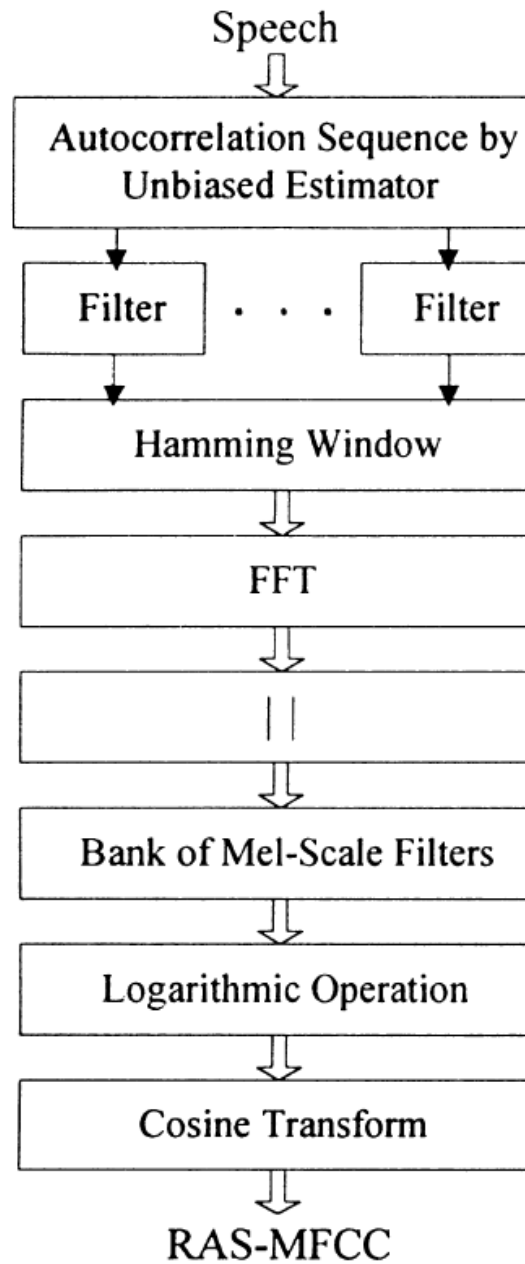 Speech
Autocorrelation Sequence by
Unbiased Estimator
Filter . . . Filter
Hamming Window
FFT
| |
Bank of Mel-Scale Filters
Logarithmic Operation
Cosine Transform
RAS-MFCC